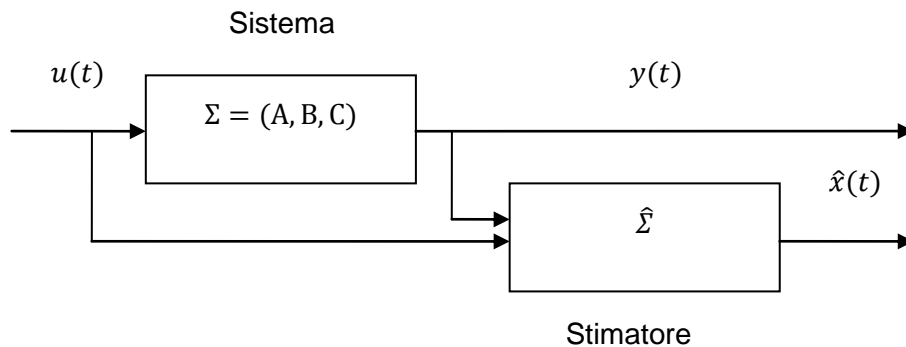 Sistema
u(t)
y(t)
Σ = (A, B, C)
x̂(t)
Σ̂
Stimatore